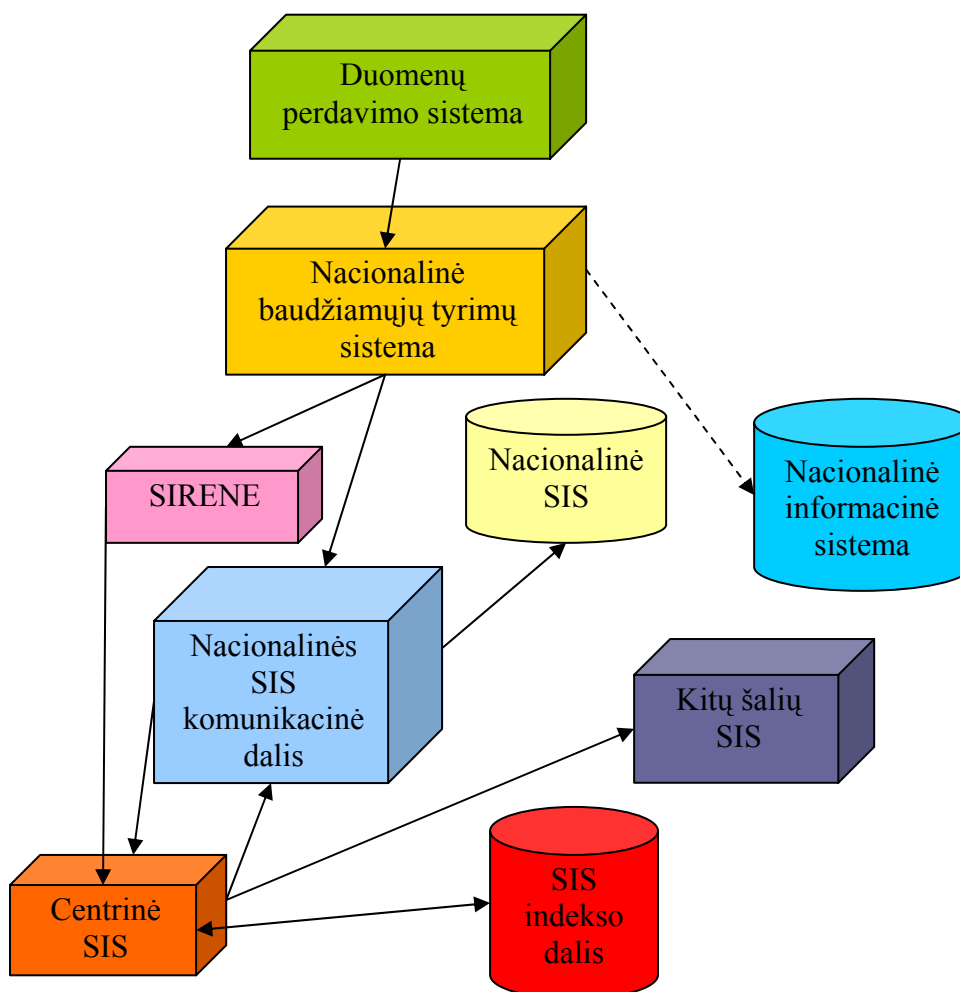 Duomenų
perdavimo sistema
Nacionalinė
baudžiamųjų tyrimų
sistema
SIRENE
Nacionalinė
SIS
Nacionalinė
informacinė
sistema
Nacionalinės
SIS
komunikacinė
dalis
Kitų šalių
SIS
Centrinė
SIS
SIS
indekso
dalis